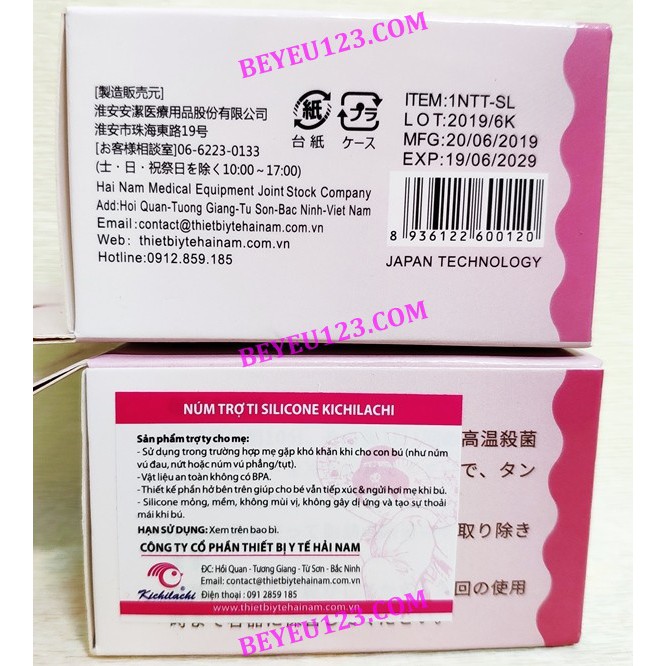 BEYEU123.COM
[製造販売元]
淮安安潔医療用品股份有限公司
淮安市珠海東路19号
[お客様相談室]06-6223-0133
(土・日・祝祭日を除く10:00～17:00)
Hai Nam Medical Equipment Joint Stock Company
Add:Hoi Quan-Tuong Giang-Tu Son-Bac Ninh-Viet Nam
Email:contact@thietbiytehainam.com.vn
Web: thietbiytehainam.com.vn
Hotline:0912.859.185
紙
台紙
プラ
ケース
ITEM:1NTT-SL
LOT:2019/6K
MFG:20/06/2019
EXP:19/06/2029
8 936122 600120
JAPAN TECHNOLOGY
BEYEU123.COM
NÚM TRỢ TI SILICONE KICHILACHI
Sản phẩm trợ ty cho mẹ:
- Sử dụng trong trường hợp mẹ gặp khó khăn khi cho con bú (như núm
vú đau, nứt hoặc núm vú phẳng/tụt).
- Vật liệu an toàn không có BPA.
- Thiết kế phần hở bên trên giúp cho bé vẫn tiếp xúc & ngửi hơi mẹ khi bú.
- Silicone mỏng, mềm, không mùi vị, không gây dị ứng và tạo sự thoải
mái khi bú.
HẠN SỬ DỤNG: Xem trên bao bì.
CÔNG TY CỔ PHẦN THIẾT BỊ Y TẾ HẢI NAM
ĐC: Hồi Quan - Tương Giang - Từ Sơn - Bắc Ninh
Email: contact@thietbiytehainam.com.vn
Điện thoại : 091 2859 185
Kichilachi
www.thietbiytehainam.com.vn
高温殺菌
で、タン
取り除き
回の使用
BEYEU123.COM